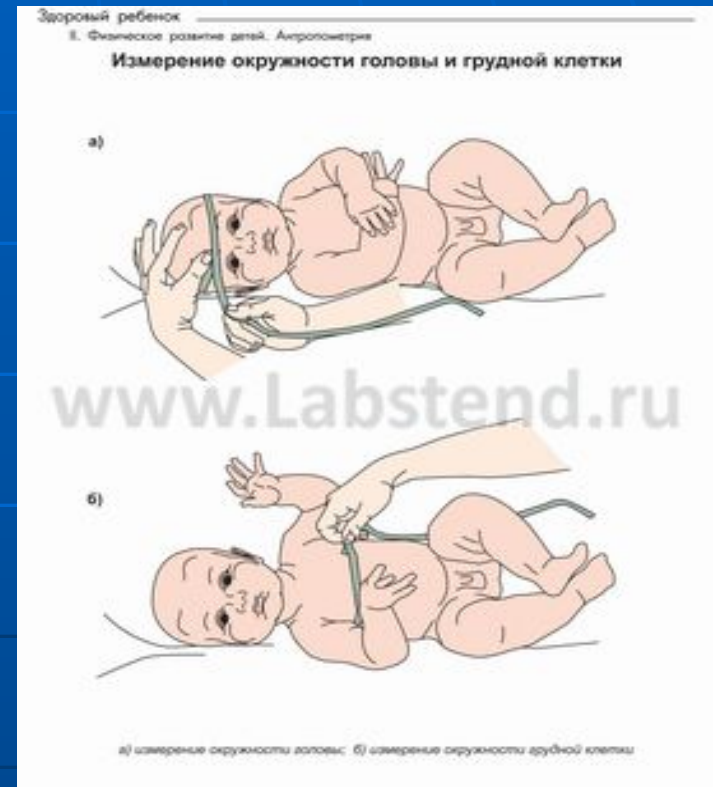 Здоровый ребенок
II. Физическое развитие детей. Антропометрия
Измерение окружности головы и грудной клетки
а)
www.Labstend.ru
б)
а) измерение окружности головы; б) измерение окружности грудной клетки